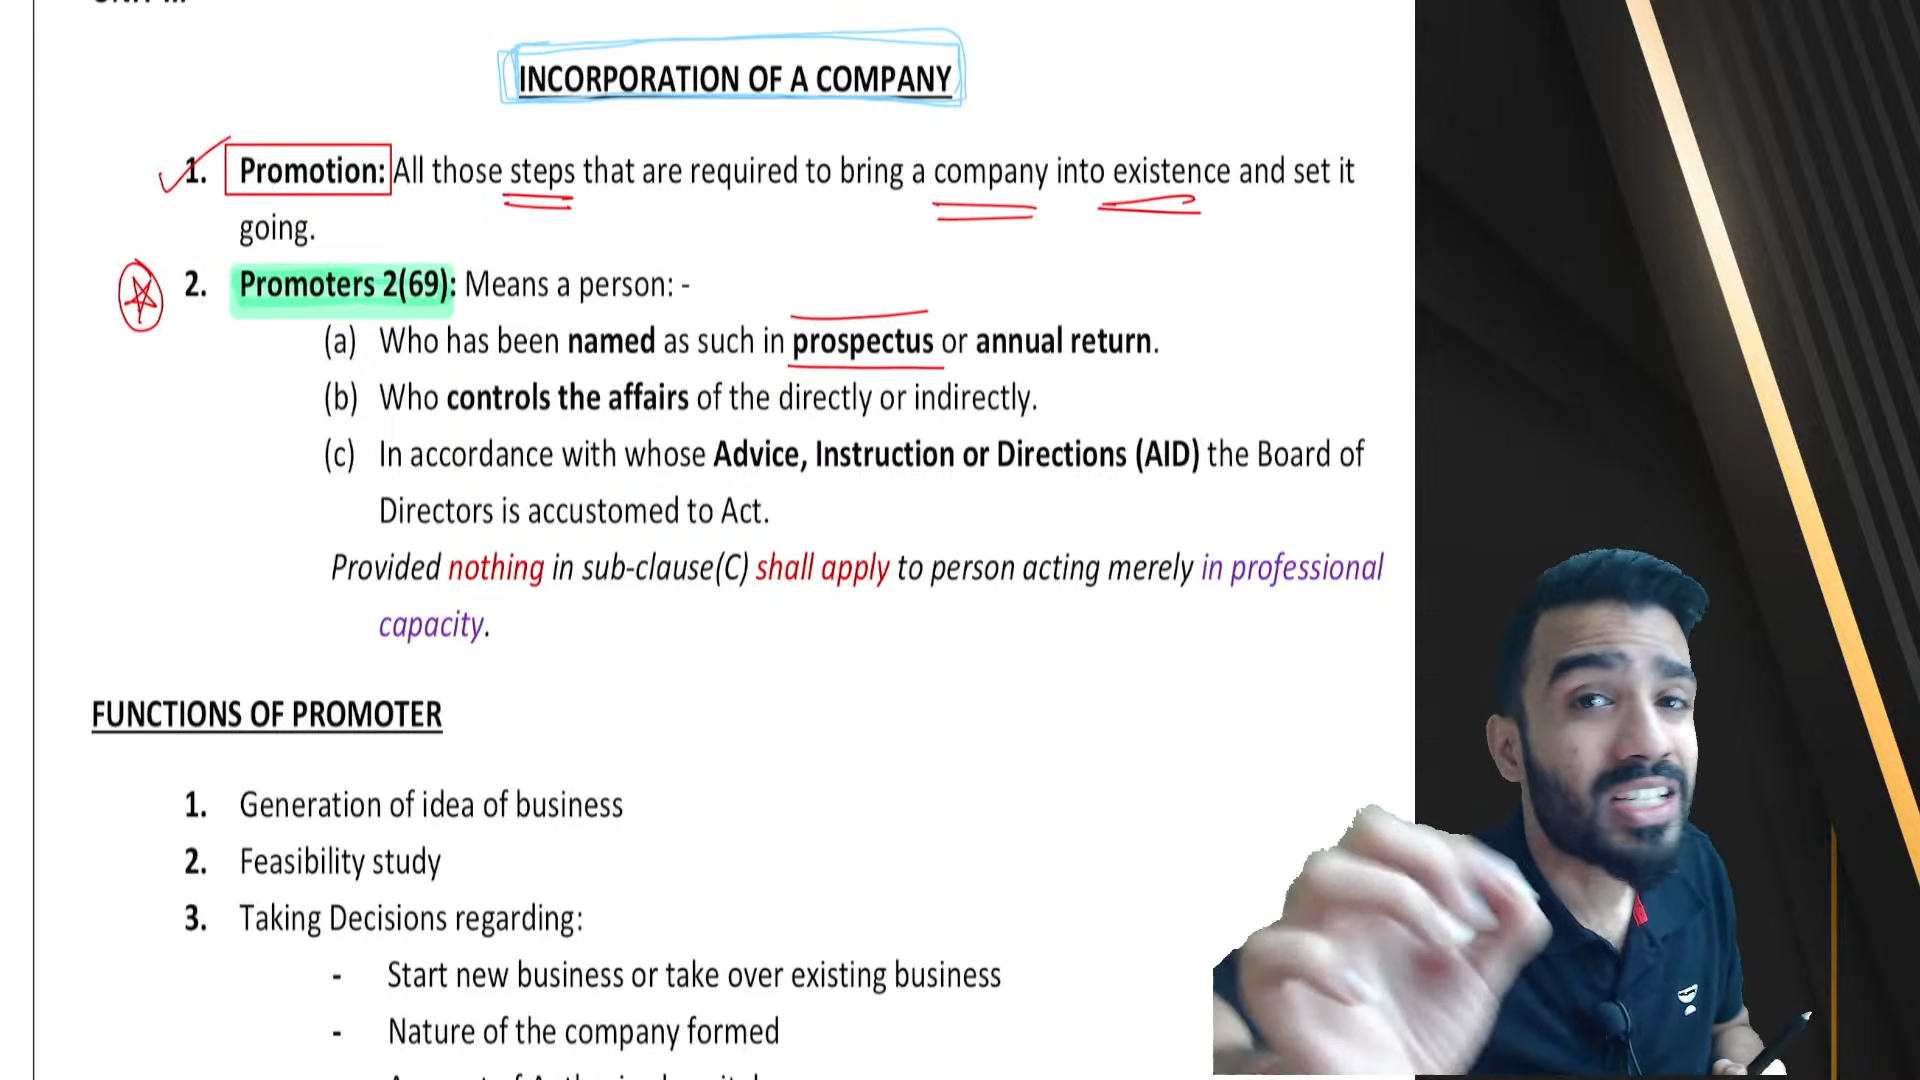 INCORPORATION OF A COMPANY
1. Promotion: All those steps that are required to bring a company into existence and set it
going.
2. Promoters 2(69): Means a person: -
(a) Who has been named as such in prospectus or annual return.
(b) Who controls the affairs of the directly or indirectly.
(c) In accordance with whose Advice, Instruction or Directions (AID) the Board of
Directors is accustomed to Act.
Provided nothing in sub-clause(C) shall apply to person acting merely in professional
capacity.
FUNCTIONS OF PROMOTER
1. Generation of idea of business
2. Feasibility study
3. Taking Decisions regarding:
- Start new business or take over existing business
- Nature of the company formed